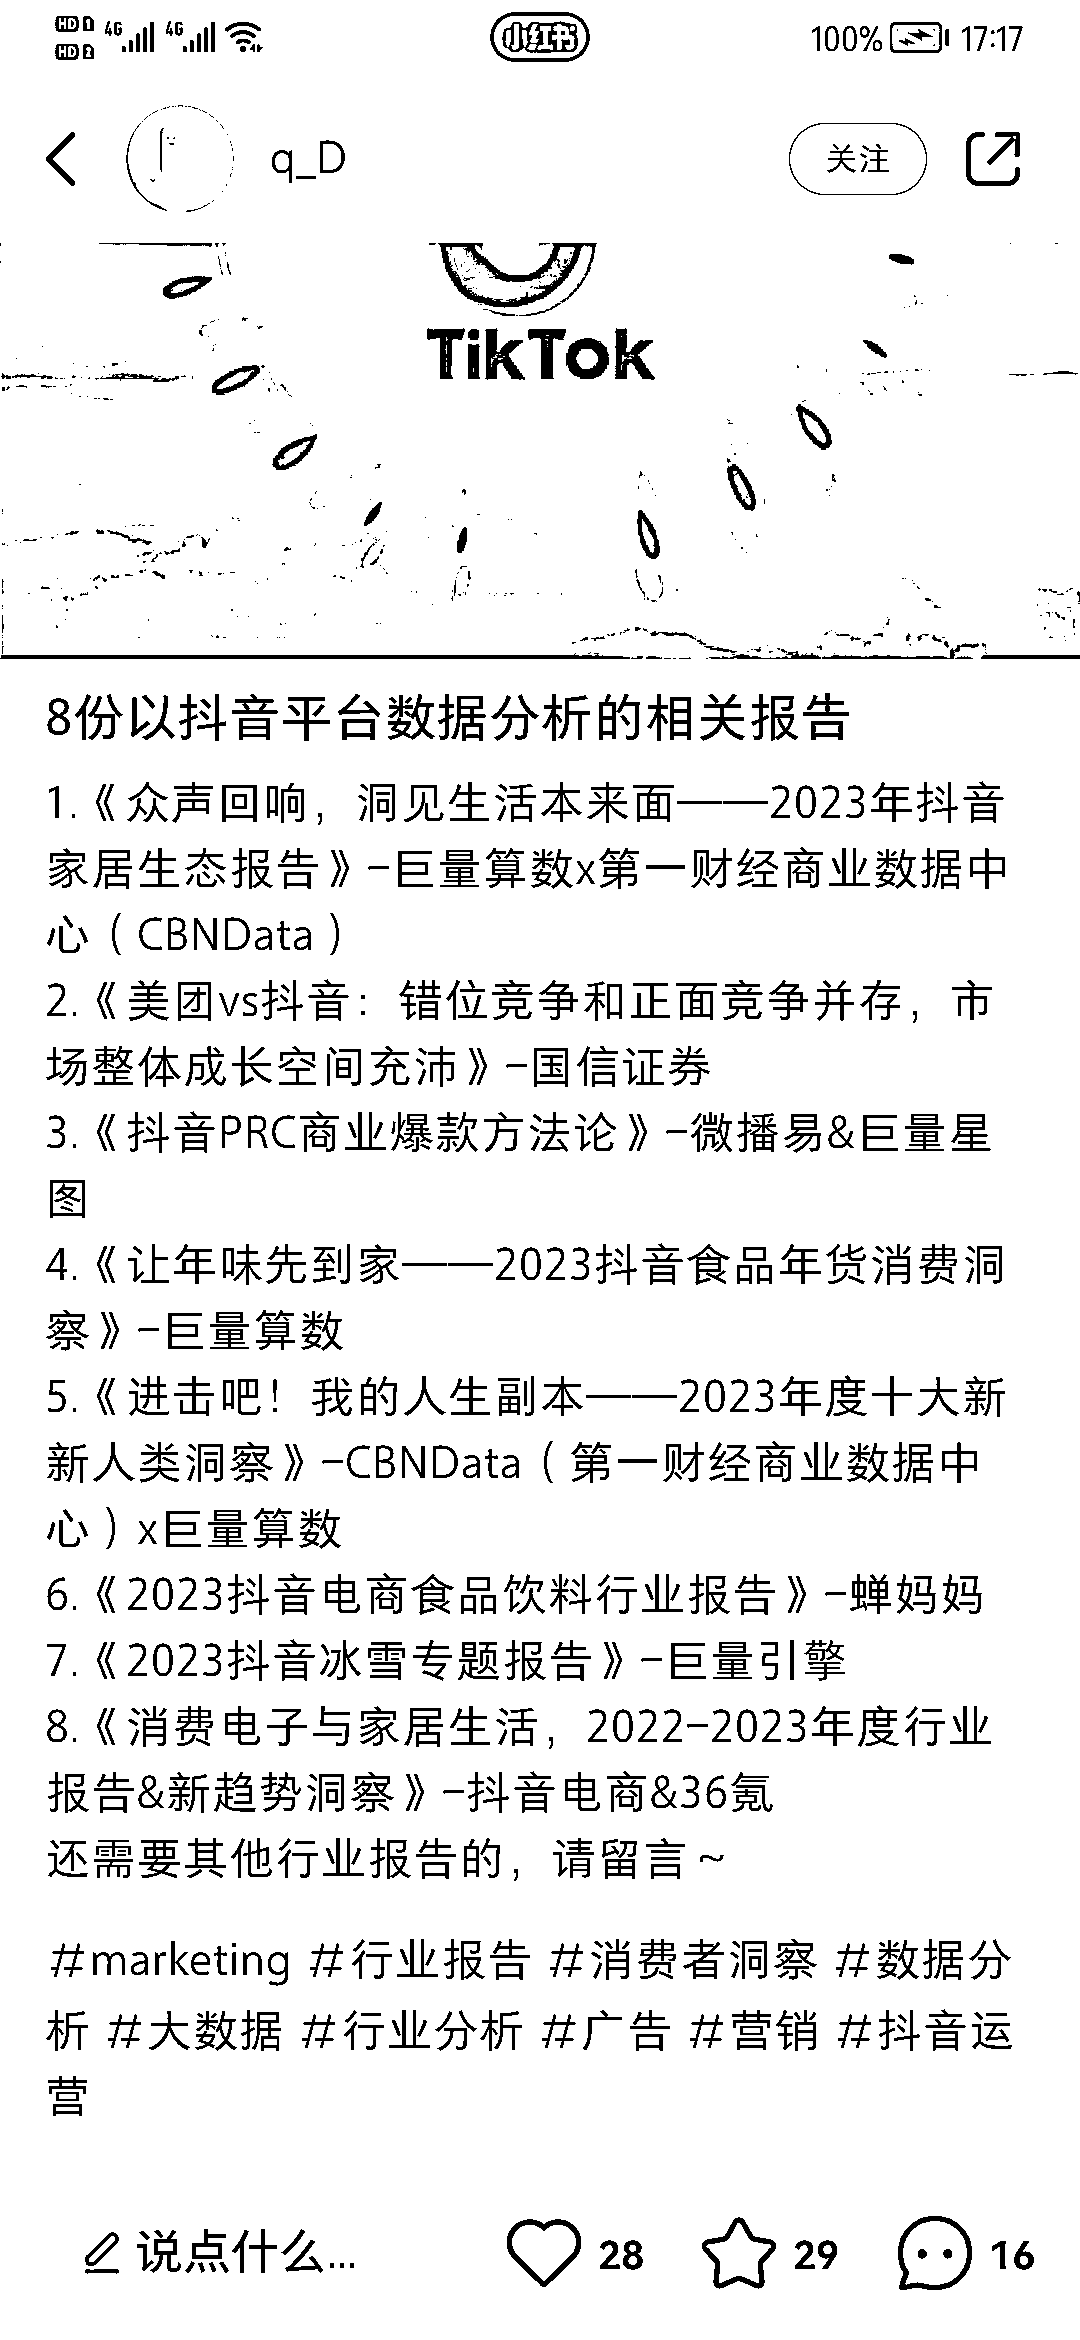 HD 1 4G 4G 小红书 100% 17:17
HD 2
q_D 关注
TikTok
8份以抖音平台数据分析的相关报告
1.《众声回响，洞见生活本来面——2023年抖音
家居生态报告》-巨量算数x第一财经商业数据中
心（CBNData）
2.《美团vs抖音：错位竞争和正面竞争并存，市
场整体成长空间充沛》-国信证券
3.《抖音PRC商业爆款方法论》-微播易&巨量星
图
4.《让年味先到家——2023抖音食品年货消费洞
察》-巨量算数
5.《进击吧！我的人生副本——2023年度十大新
新人类洞察》-CBNData（第一财经商业数据中
心）x巨量算数
6.《2023抖音电商食品饮料行业报告》-蝉妈妈
7.《2023抖音冰雪专题报告》-巨量引擎
8.《消费电子与家居生活，2022-2023年度行业
报告&新趋势洞察》-抖音电商&36氪
还需要其他行业报告的，请留言～
#marketing #行业报告 #消费者洞察 #数据分
析 #大数据 #行业分析 #广告 #营销 #抖音运
营
说点什么... 28 29 16